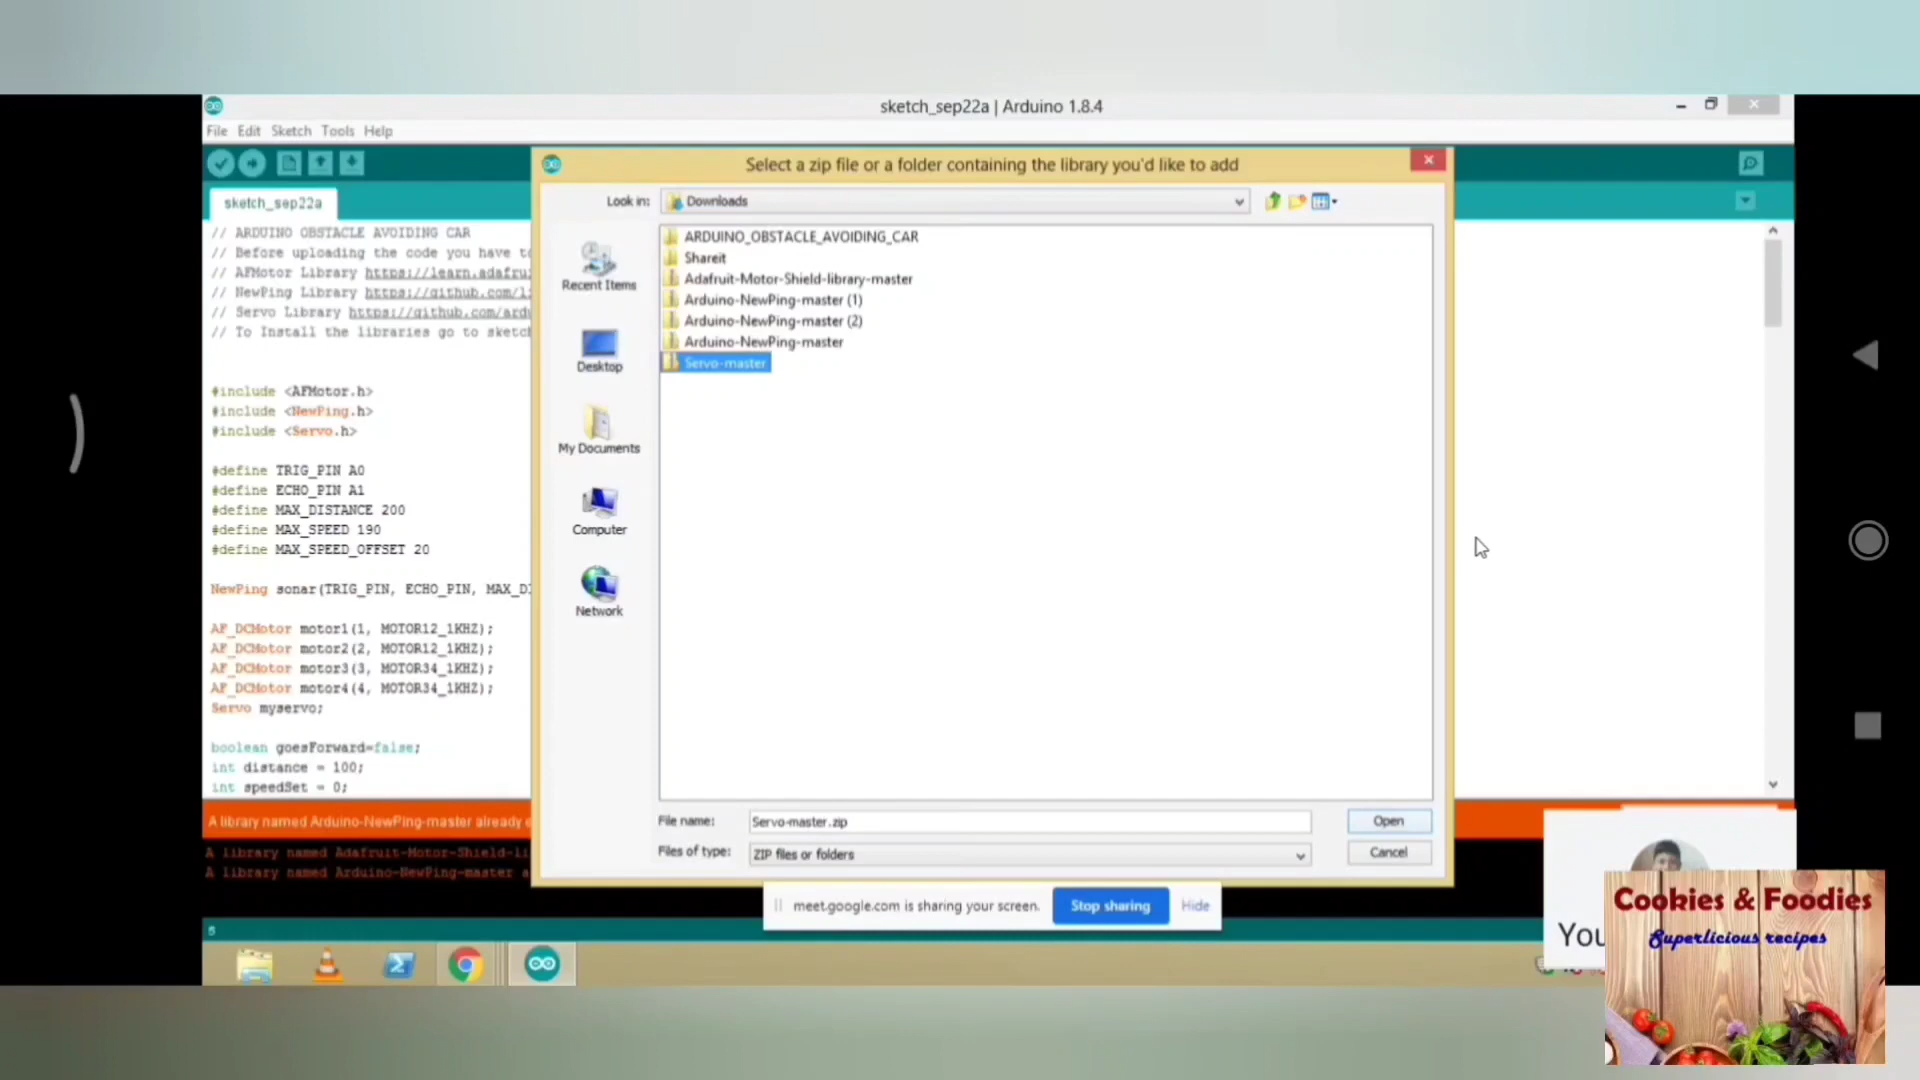 sketch_sep22a | Arduino 1.8.4
File Edit Sketch Tools Help
Select a zip file or a folder containing the library you'd like to add
sketch_sep22a
Look in: Downloads
// ARDUINO OBSTACLE AVOIDING CAR
// Before uploading the code you have to
// AFMotor Library https://learn.adafru
// NewPing Library https://github.com/l
// Servo Library https://github.com/ard
// To Install the libraries go to sketch
#include <AFMotor.h>
#include <NewPing.h>
#include <Servo.h>
#define TRIG_PIN A0
#define ECHO_PIN A1
#define MAX_DISTANCE 200
#define MAX_SPEED 190
#define MAX_SPEED_OFFSET 20
NewPing sonar(TRIG_PIN, ECHO_PIN, MAX_D
AF_DCMotor motor1(1, MOTOR12_1KHZ);
AF_DCMotor motor2(2, MOTOR12_1KHZ);
AF_DCMotor motor3(3, MOTOR34_1KHZ);
AF_DCMotor motor4(4, MOTOR34_1KHZ);
Servo myservo;
boolean goesForward=false;
int distance = 100;
int speedSet = 0;
Recent Items
Desktop
My Documents
Computer
Network
ARDUINO_OBSTACLE_AVOIDING_CAR
Shareit
Adafruit-Motor-Shield-library-master
Arduino-NewPing-master (1)
Arduino-NewPing-master (2)
Arduino-NewPing-master
Servo-master
File name: Servo-master.zip
Open
Files of type: ZIP files or folders
Cancel
A library named Arduino-NewPing-master already e
A library named Adafruit-Motor-Shield-li
A library named Arduino-NewPing-master a
meet.google.com is sharing your screen. Stop sharing Hide
You
Cookies & Foodies
Superlicious recipes